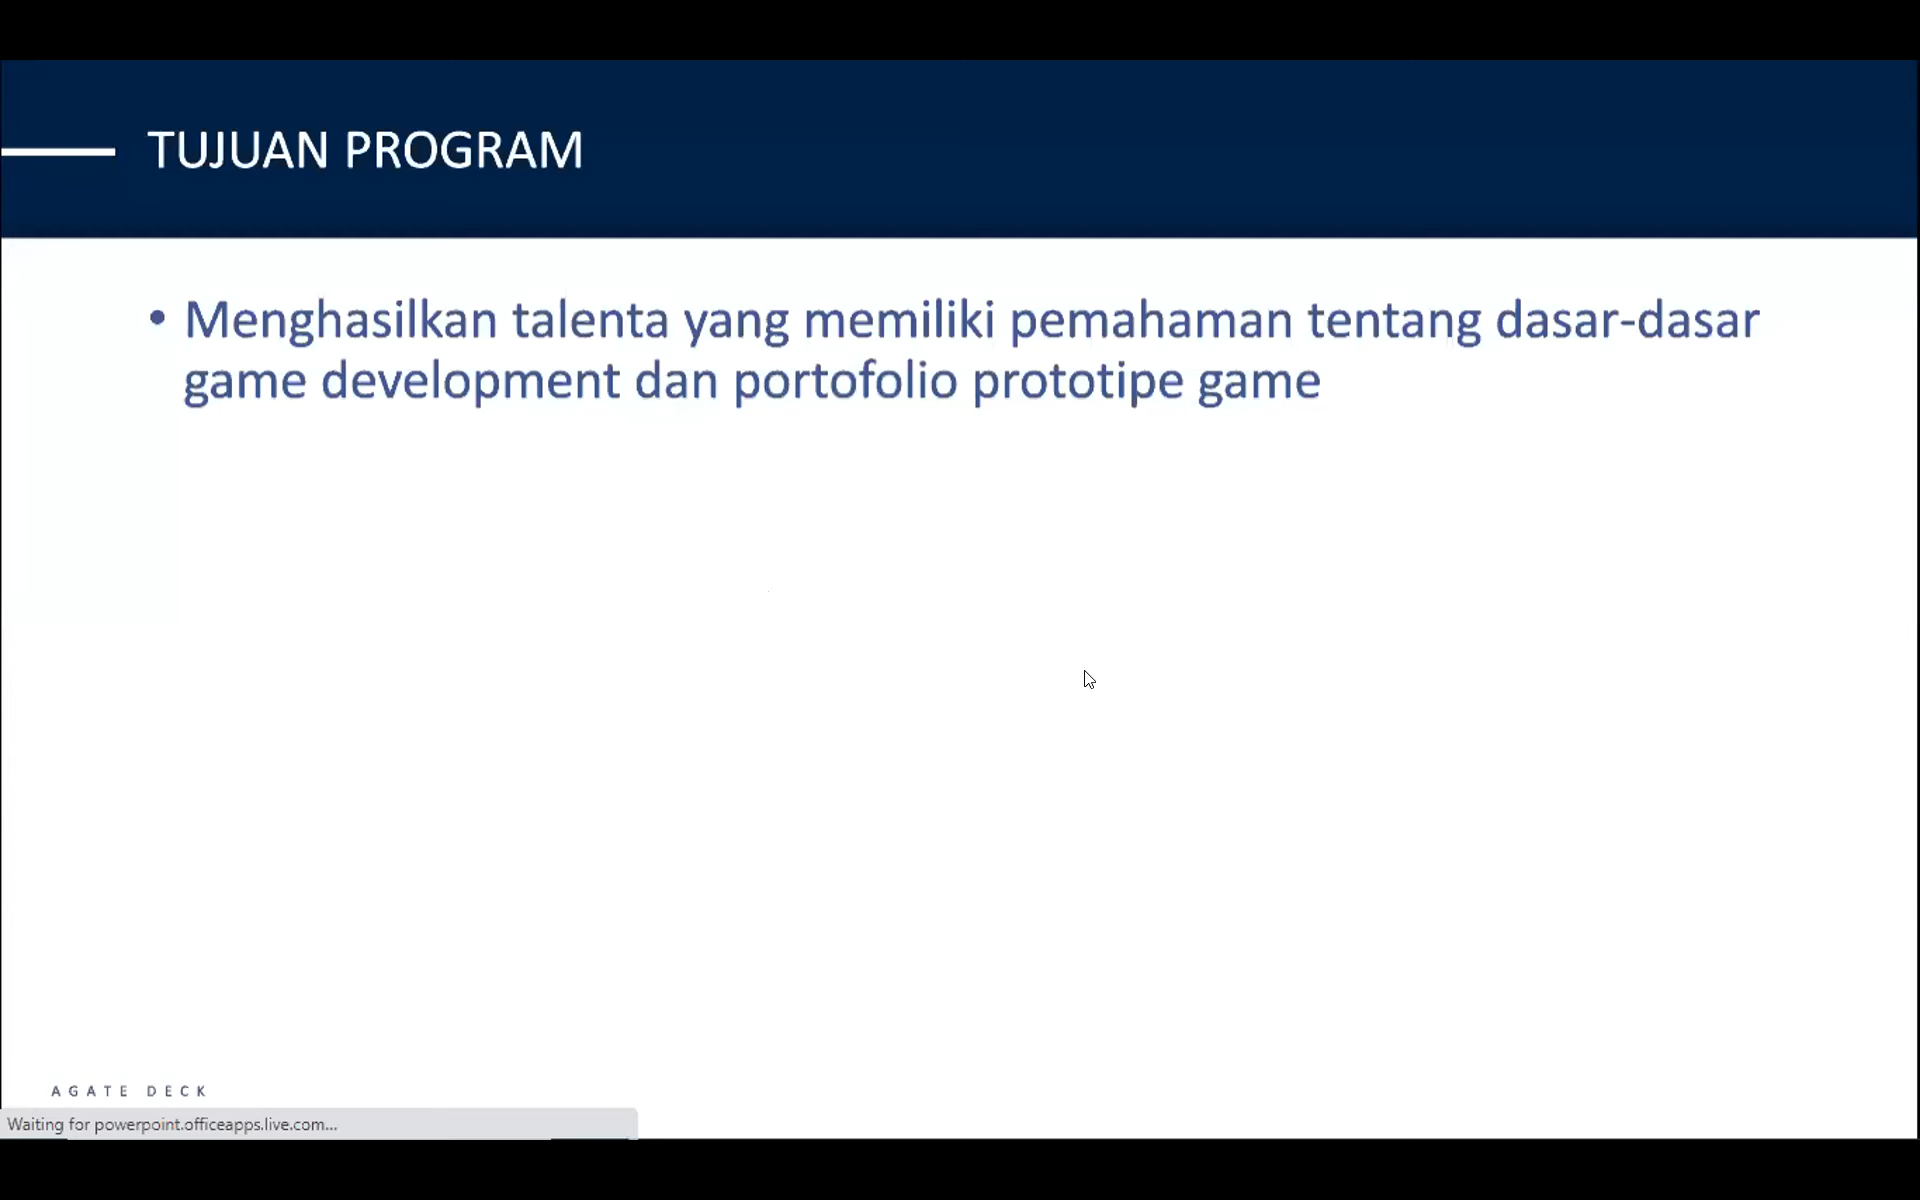 TUJUAN PROGRAM
• Menghasilkan talenta yang memiliki pemahaman tentang dasar-dasar
game development dan portofolio prototipe game
AGATE DECK
Waiting for powerpoint.officeapps.live.com...